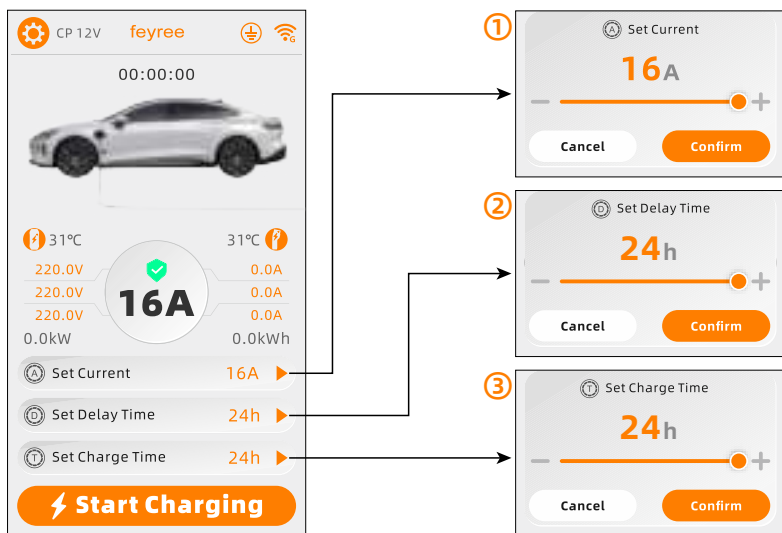 CP 12V feyree G
00:00:00
31℃ 31℃
220.0V 0.0A
220.0V 0.0A
220.0V 0.0A
16A
0.0kW 0.0kWh
A Set Current 16A
D Set Delay Time 24h
T Set Charge Time 24h
Start Charging
①
A Set Current
16A
Cancel Confirm
②
D Set Delay Time
24h
Cancel Confirm
③
T Set Charge Time
24h
Cancel Confirm